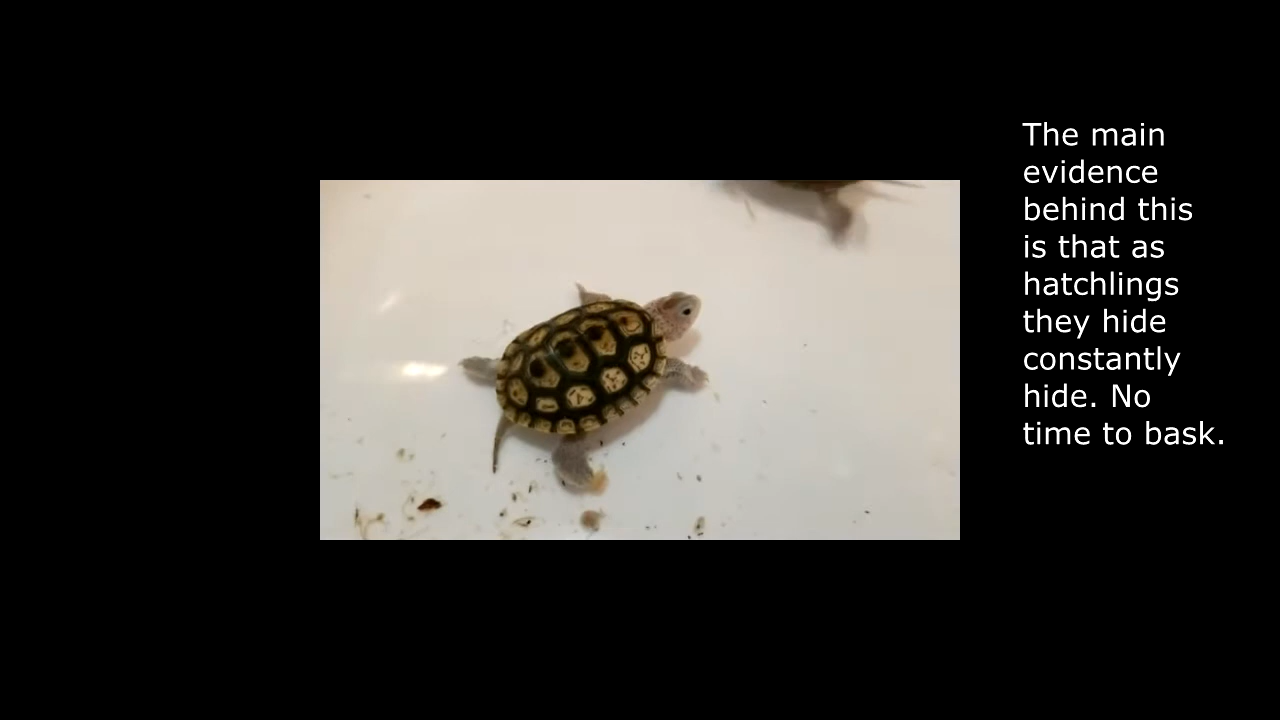 The main
evidence
behind this
is that as
hatchlings
they hide
constantly
hide. No
time to bask.